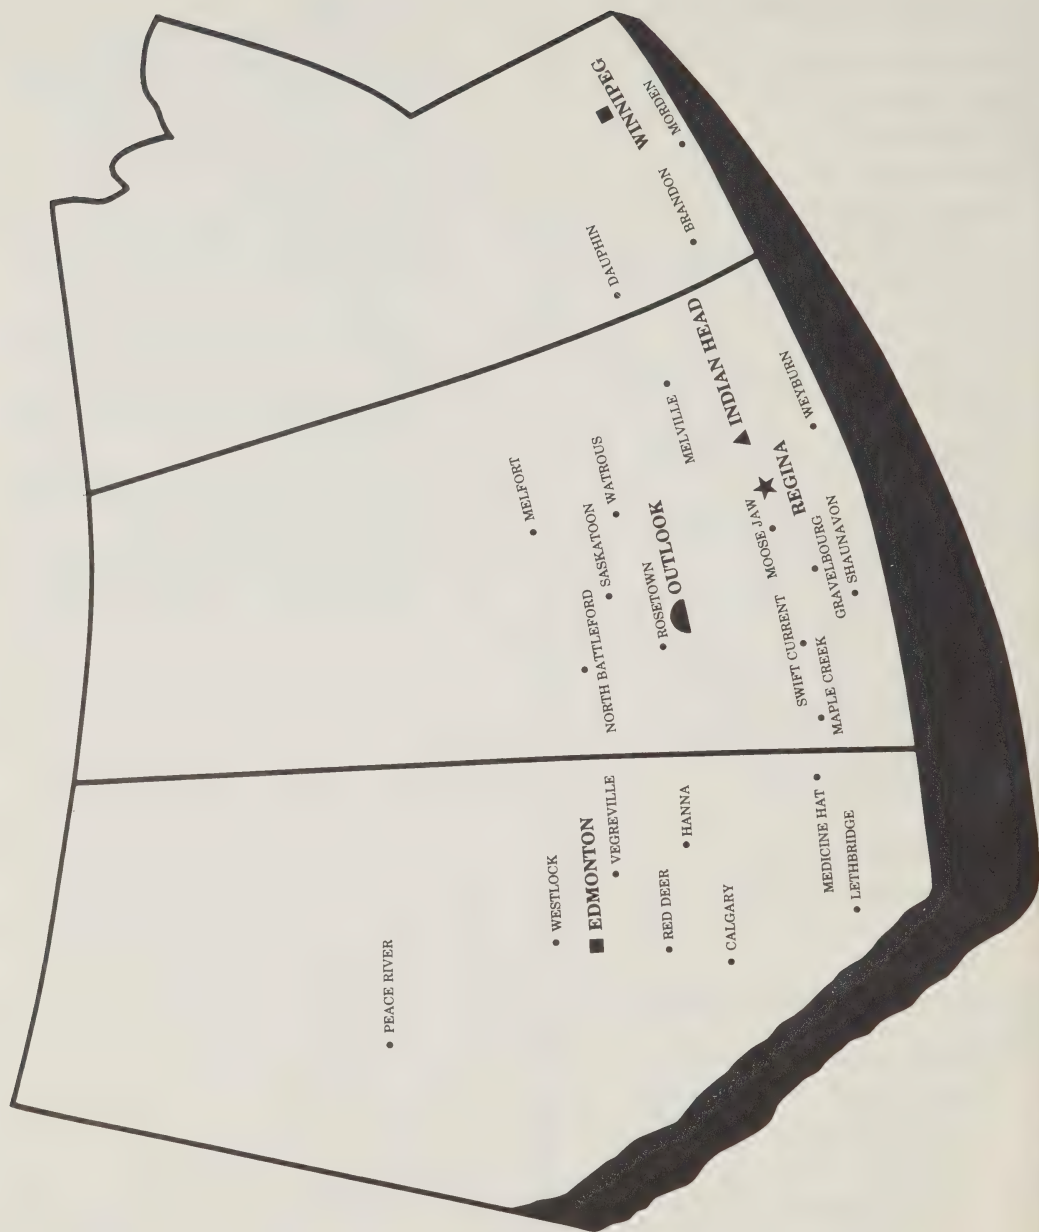 PEACE RIVER
WESTLOCK
EDMONTON
VEGREVILLE
RED DEER
HANNA
CALGARY
MEDICINE HAT
LETHBRIDGE
MELFORT
NORTH BATTLEFORD
SASKATOON
WATROUS
ROSETOWN
OUTLOOK
MELVILLE
INDIAN HEAD
MOOSE JAW
REGINA
SWIFT CURRENT
MAPLE CREEK
GRAVELBOURG
SHAUNAVON
WEYBURN
DAUPHIN
WINNIPEG
BRANDON
MORDEN